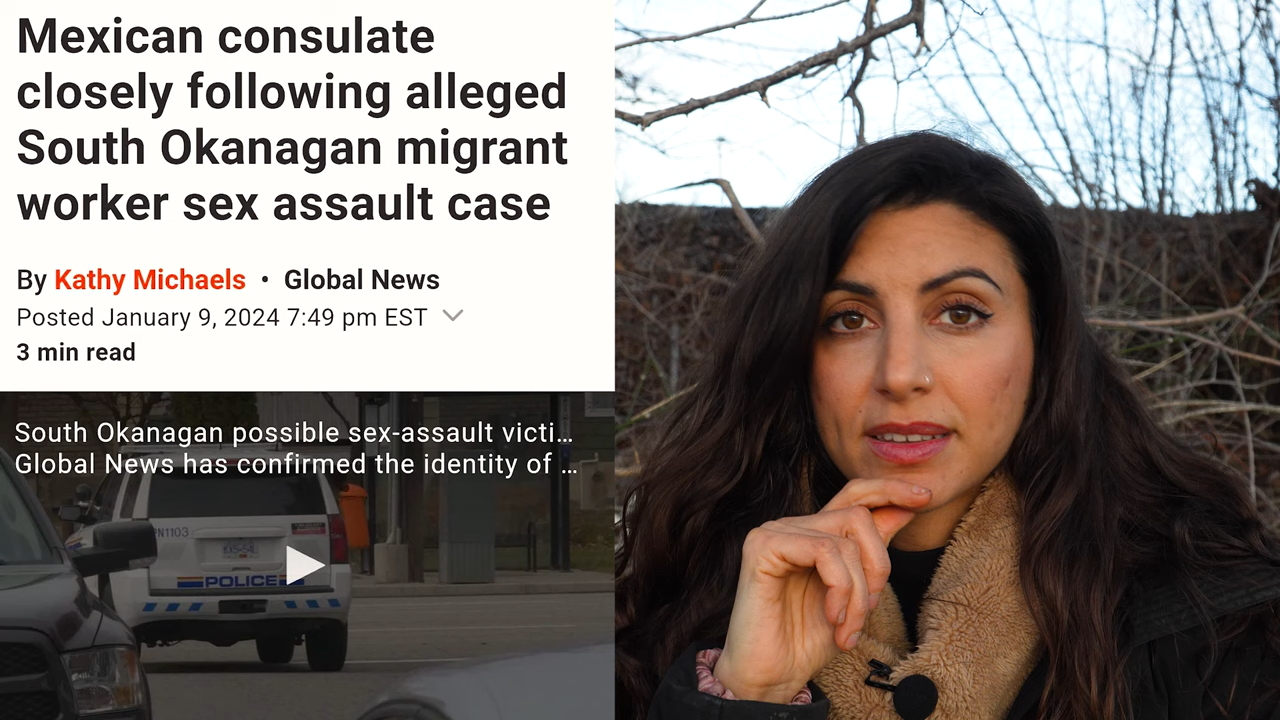 Mexican consulate
closely following alleged
South Okanagan migrant
worker sex assault case
By Kathy Michaels • Global News
Posted January 9, 2024 7:49 pm EST
3 min read
South Okanagan possible sex-assault victi...
Global News has confirmed the identity of ...
POLICE